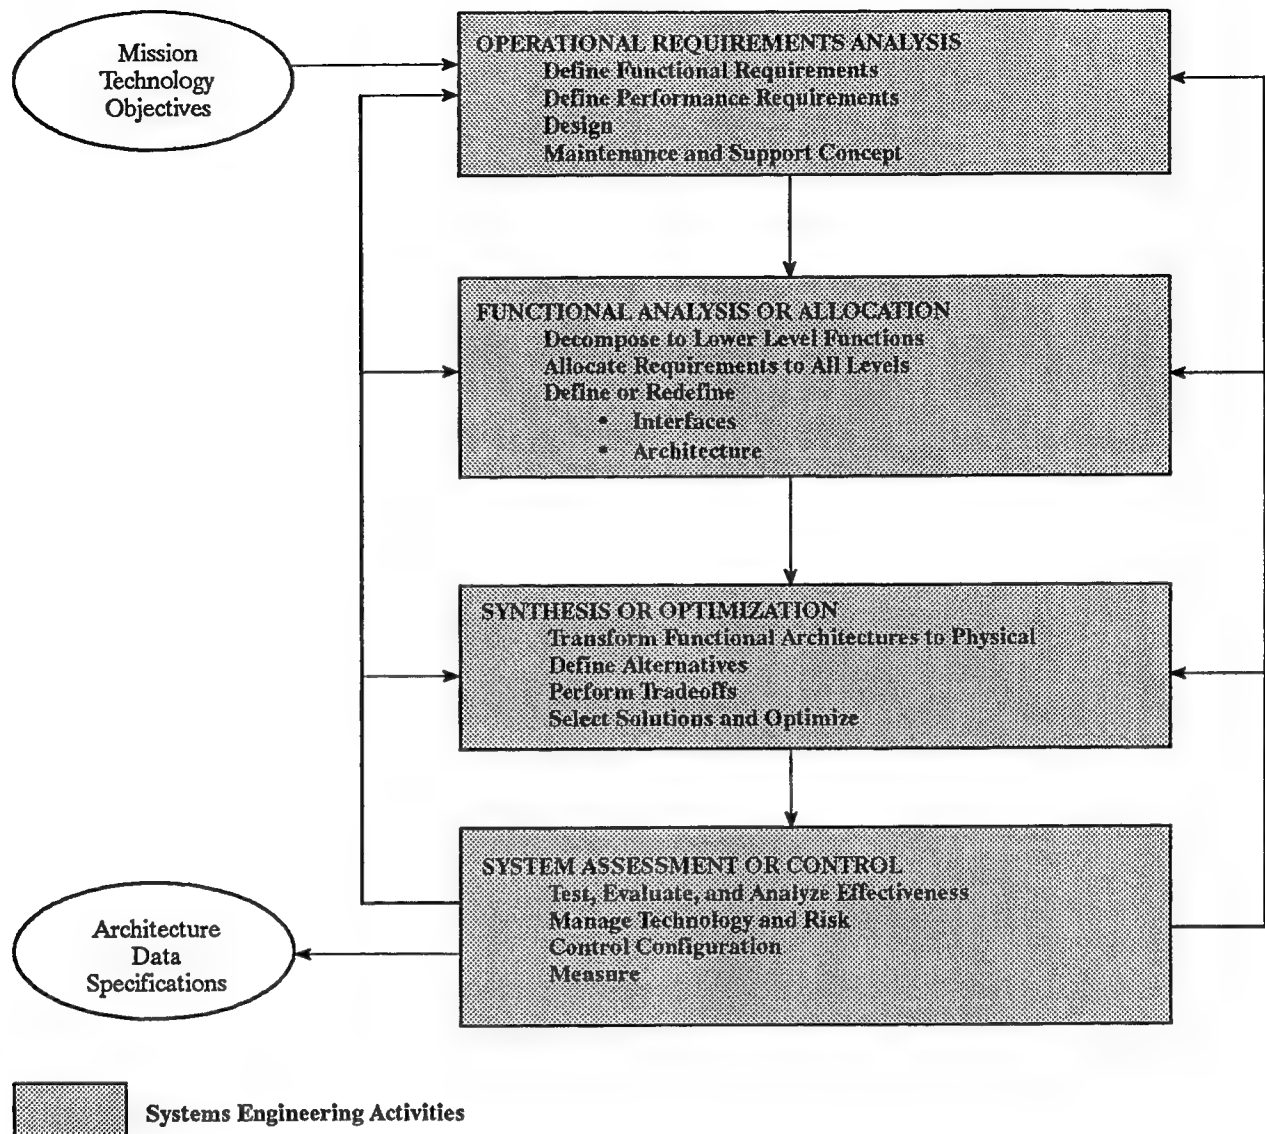 Mission
Technology
Objectives
OPERATIONAL REQUIREMENTS ANALYSIS
Define Functional Requirements
Define Performance Requirements
Design
Maintenance and Support Concept
FUNCTIONAL ANALYSIS OR ALLOCATION
Decompose to Lower Level Functions
Allocate Requirements to All Levels
Define or Redefine
• Interfaces
• Architecture
SYNTHESIS OR OPTIMIZATION
Transform Functional Architectures to Physical
Define Alternatives
Perform Tradeoffs
Select Solutions and Optimize
SYSTEM ASSESSMENT OR CONTROL
Test, Evaluate, and Analyze Effectiveness
Manage Technology and Risk
Control Configuration
Measure
Architecture
Data
Specifications
Systems Engineering Activities